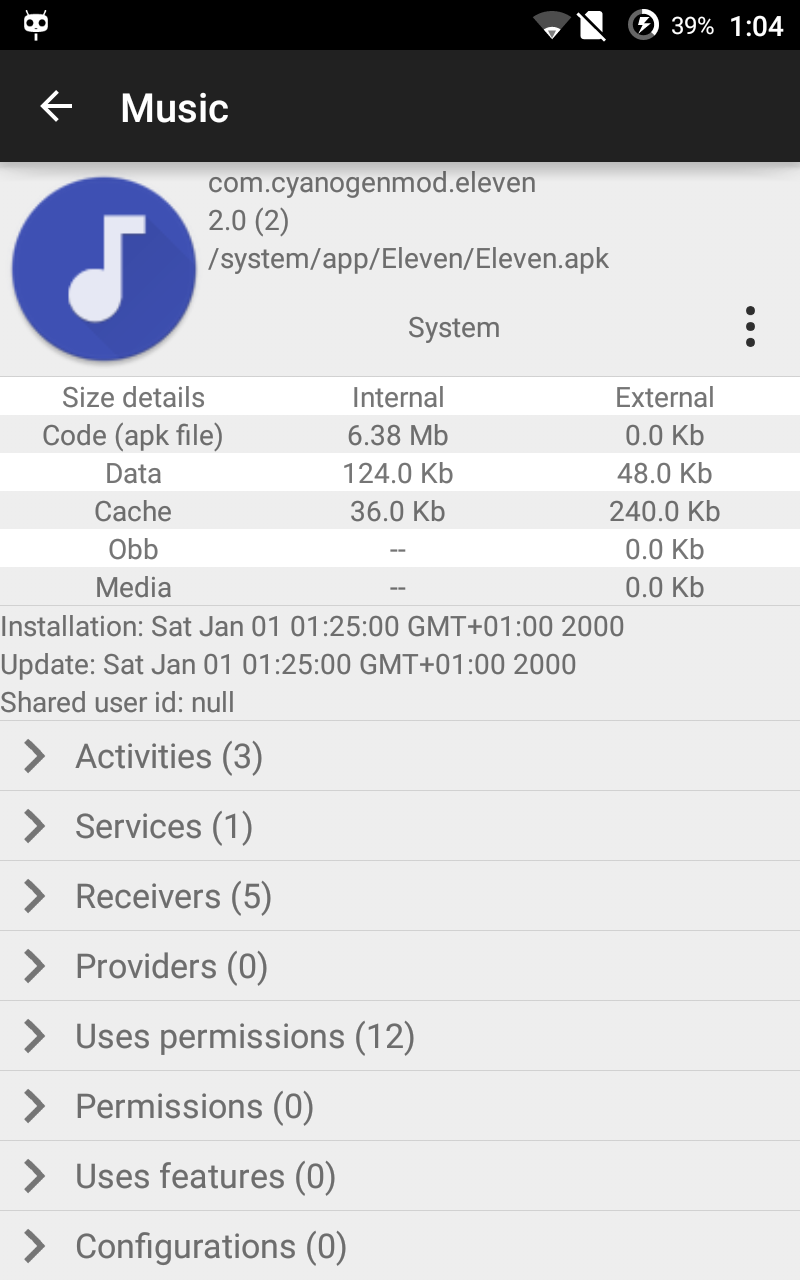 39% 1:04
Music
com.cyanogenmod.eleven
2.0 (2)
/system/app/Eleven/Eleven.apk
System
Size details Internal External
Code (apk file) 6.38 Mb 0.0 Kb
Data 124.0 Kb 48.0 Kb
Cache 36.0 Kb 240.0 Kb
Obb -- 0.0 Kb
Media -- 0.0 Kb
Installation: Sat Jan 01 01:25:00 GMT+01:00 2000
Update: Sat Jan 01 01:25:00 GMT+01:00 2000
Shared user id: null
Activities (3)
Services (1)
Receivers (5)
Providers (0)
Uses permissions (12)
Permissions (0)
Uses features (0)
Configurations (0)